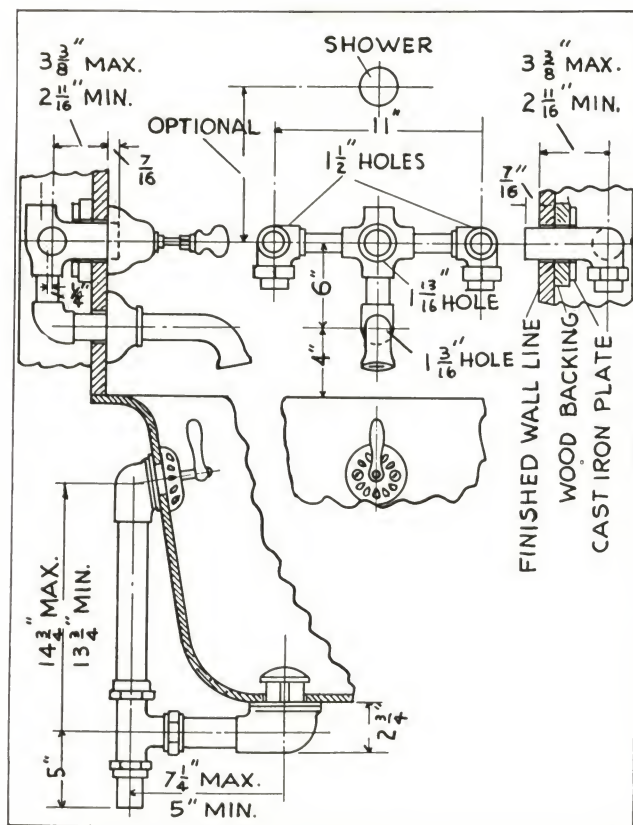 SHOWER
3 3/8" MAX.
2 11/16" MIN.
OPTIONAL
7/16
11"
1 1/2" HOLES
3 3/8" MAX.
2 11/16" MIN.
7/16"
6"
1 13/16" HOLE
4"
1 3/16" HOLE
FINISHED WALL LINE
WOOD BACKING
CAST IRON PLATE
14 3/4" MAX.
13 3/4" MIN.
5"
7 1/4" MAX.
5" MIN.
2 3/4"